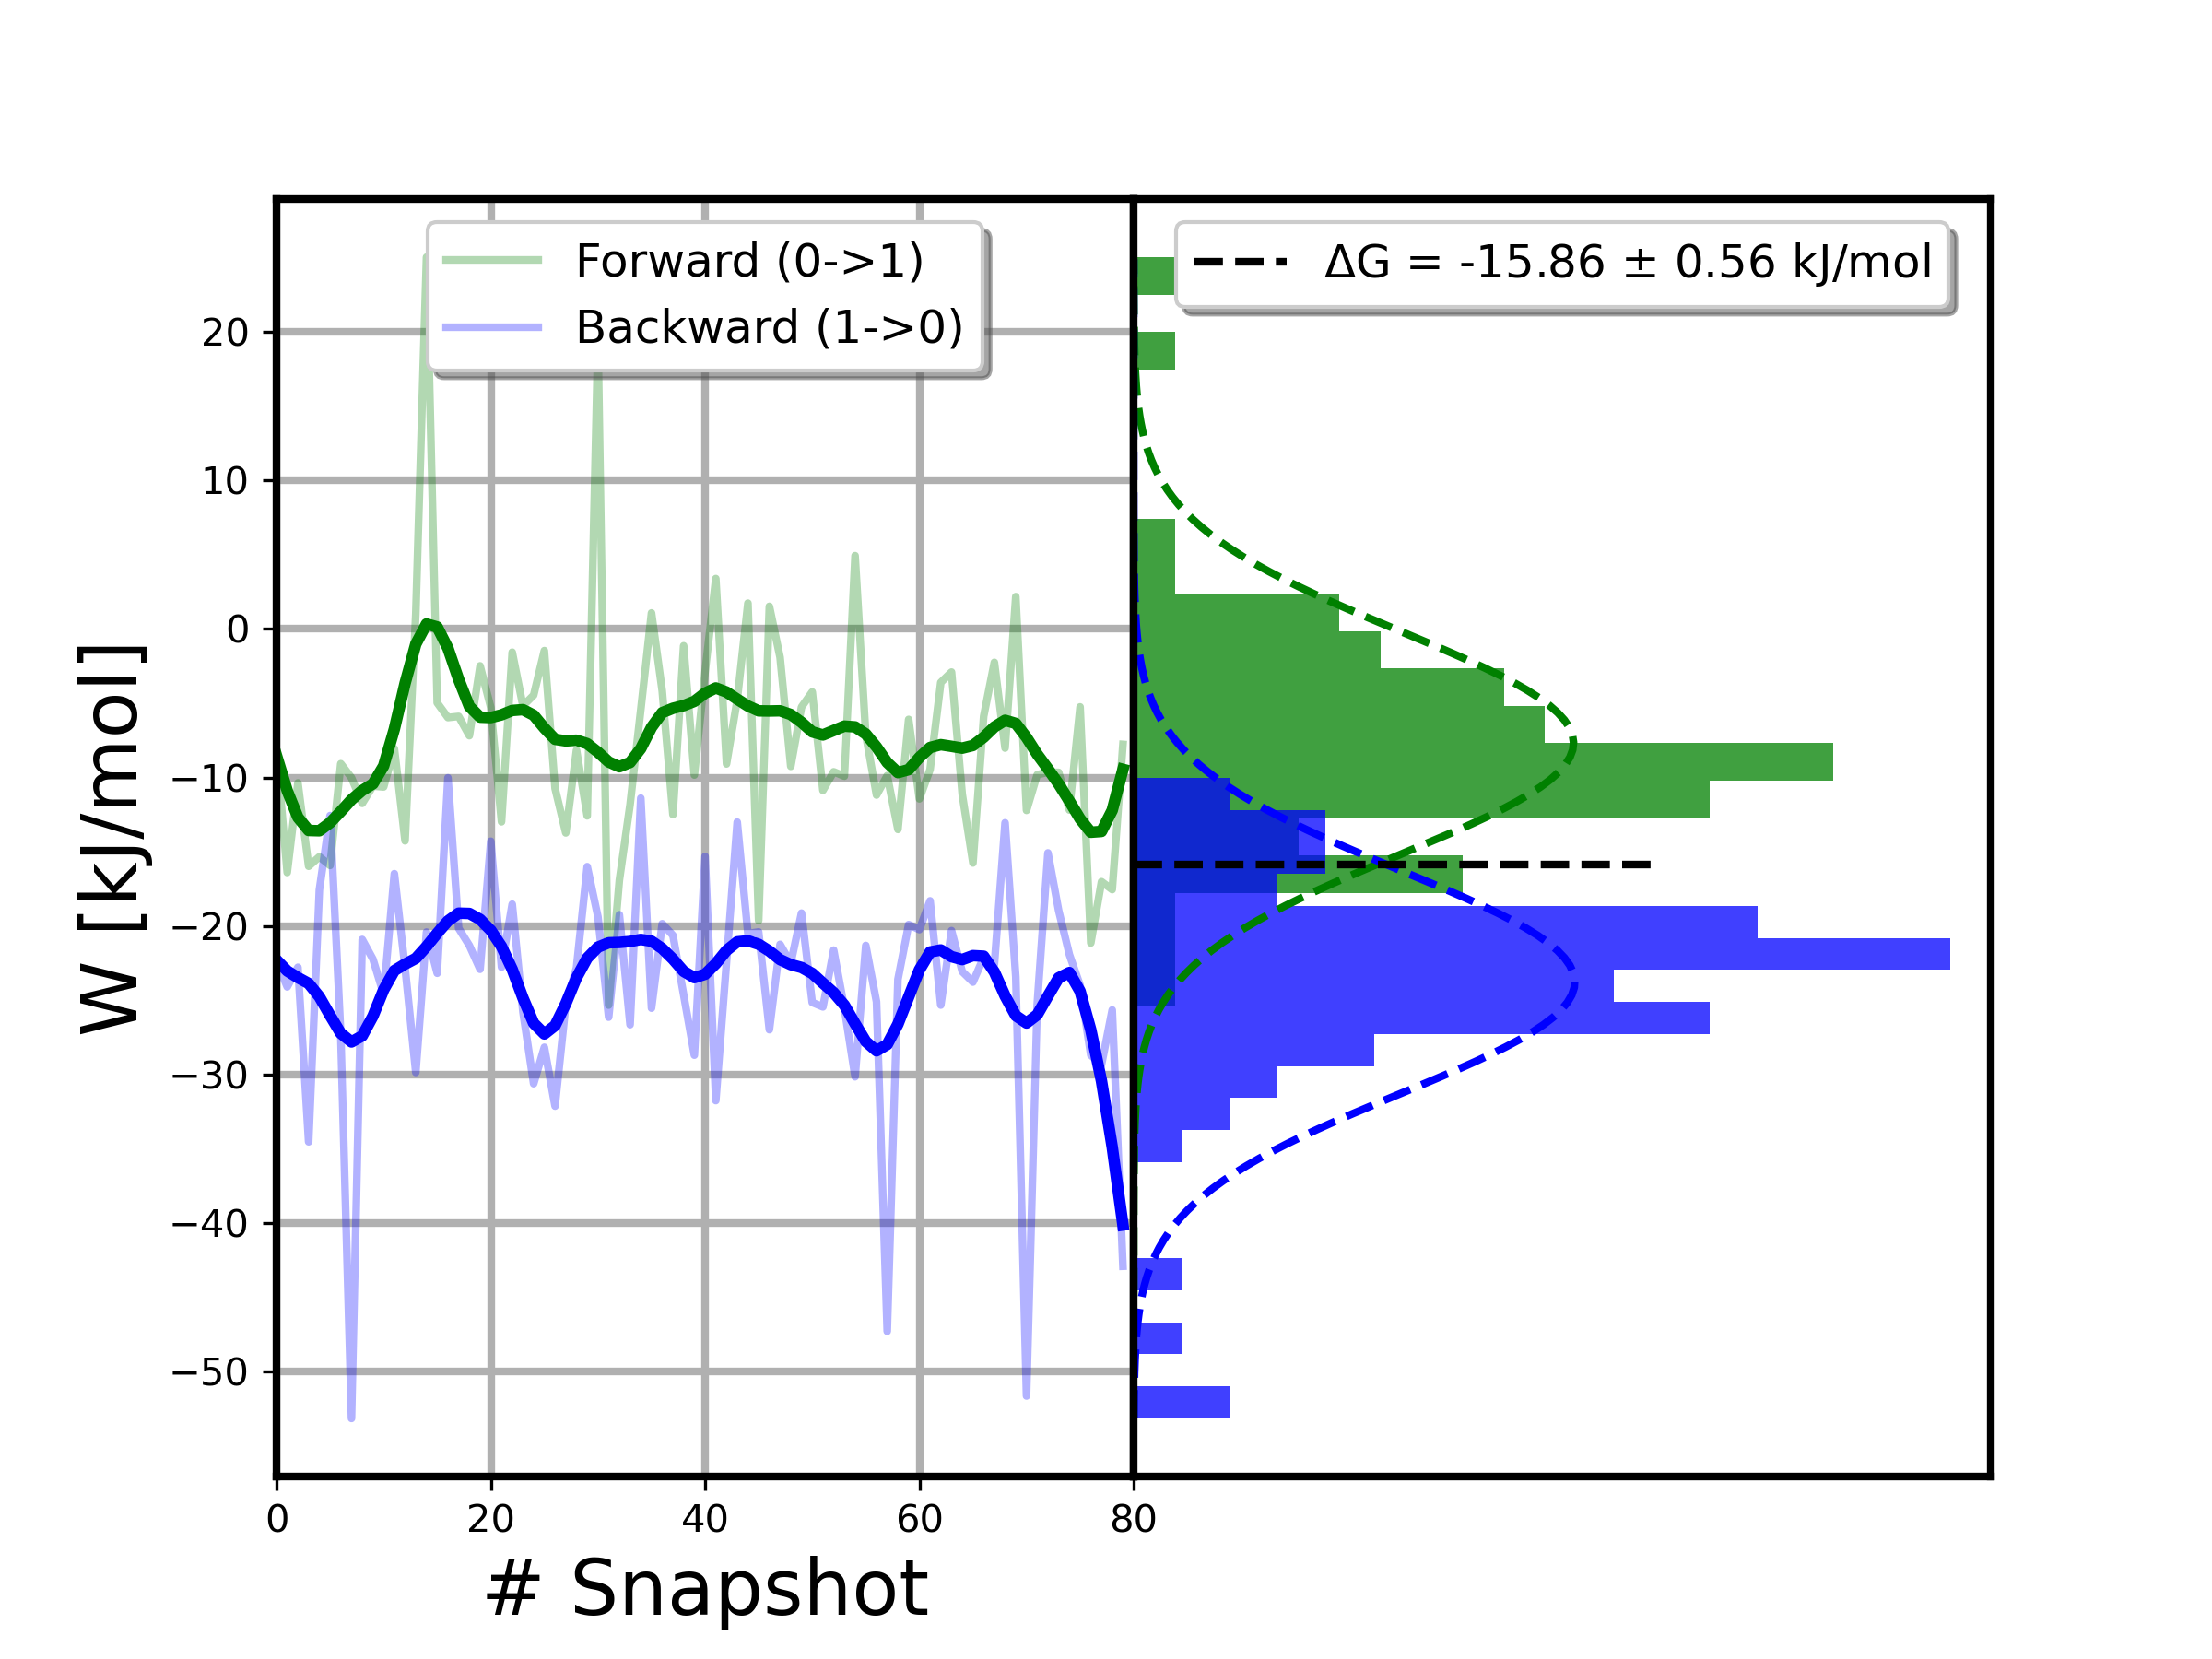 Forward (0->1)
Backward (1->0)
ΔG = -15.86 ± 0.56 kJ/mol
20
10
0
−10
−20
−30
−40
−50
W [kJ/mol]
0 20 40 60 80
# Snapshot